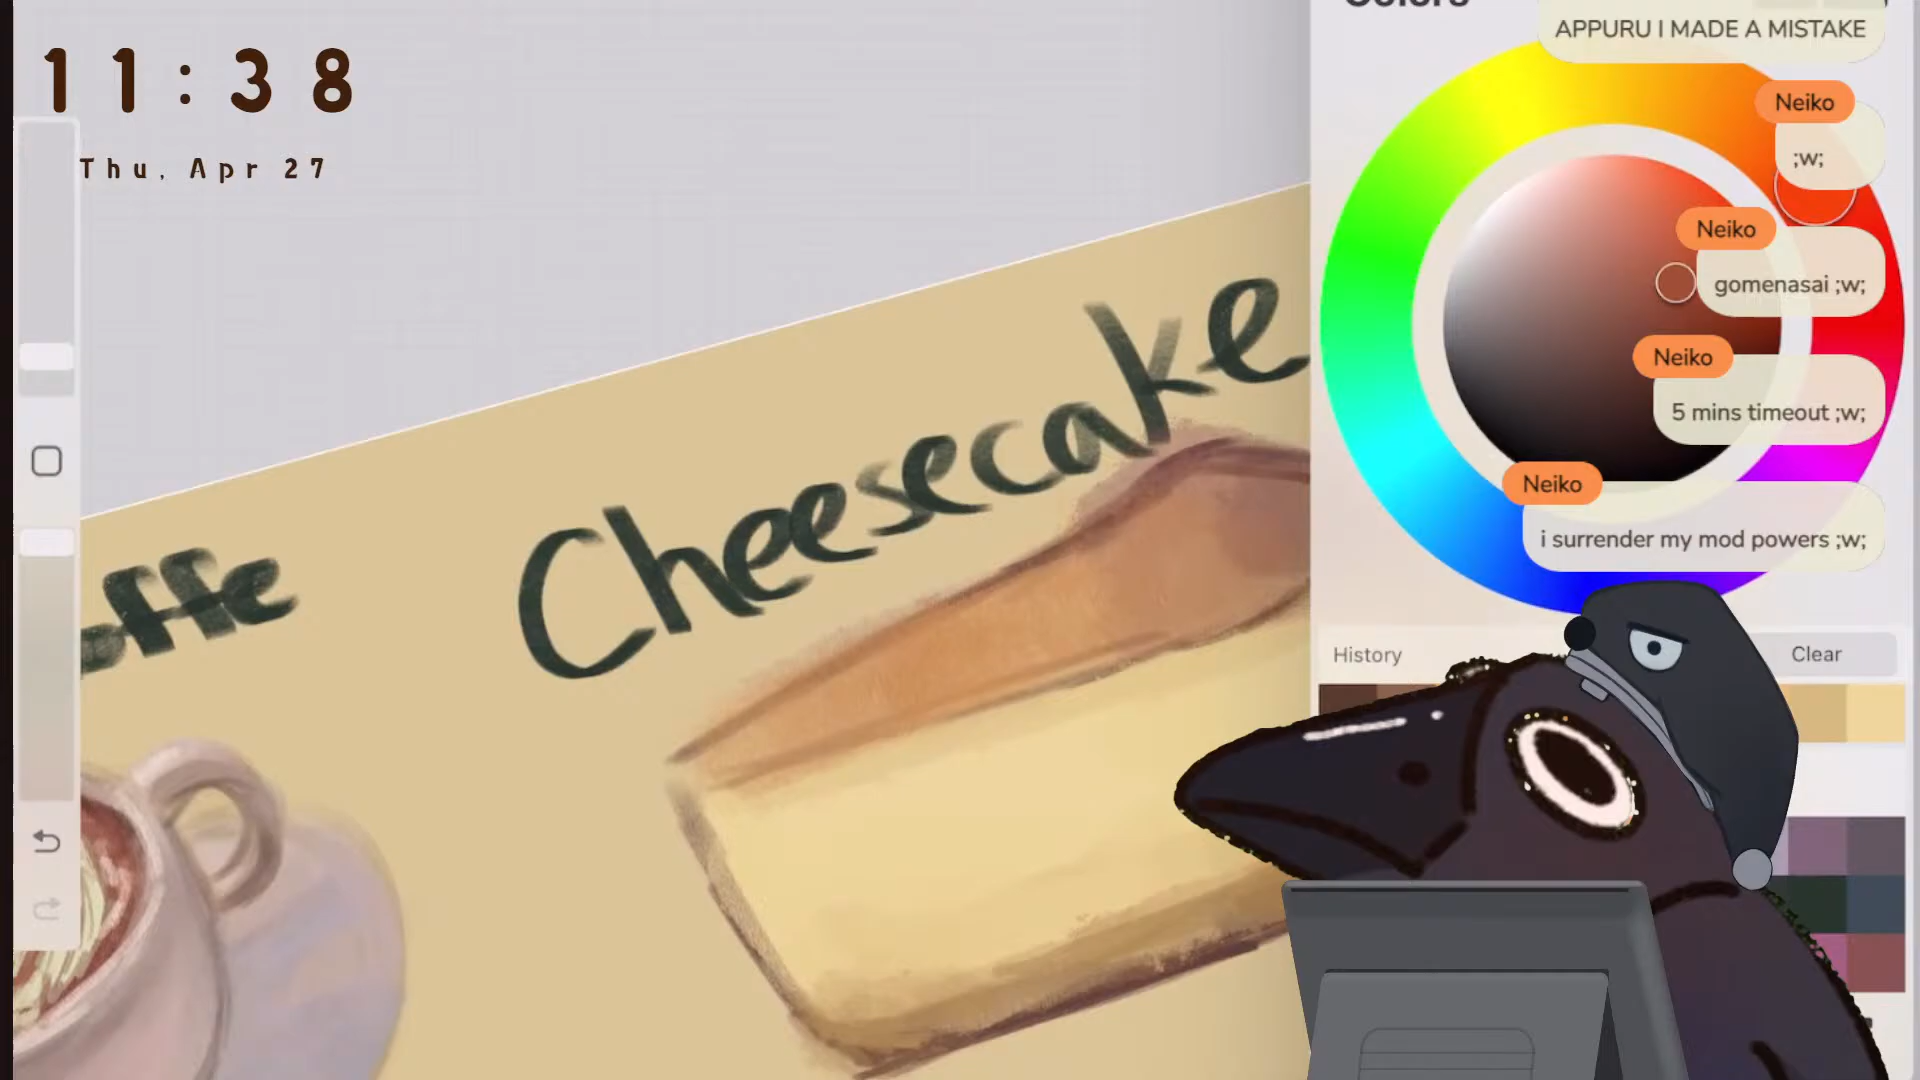 11:38
Thu, Apr 27
APPURU I MADE A MISTAKE
Neiko
;w;
Neiko
gomenasai ;w;
Neiko
5 mins timeout ;w;
Neiko
i surrender my mod powers ;w;
Cheesecake
offe
History
Clear